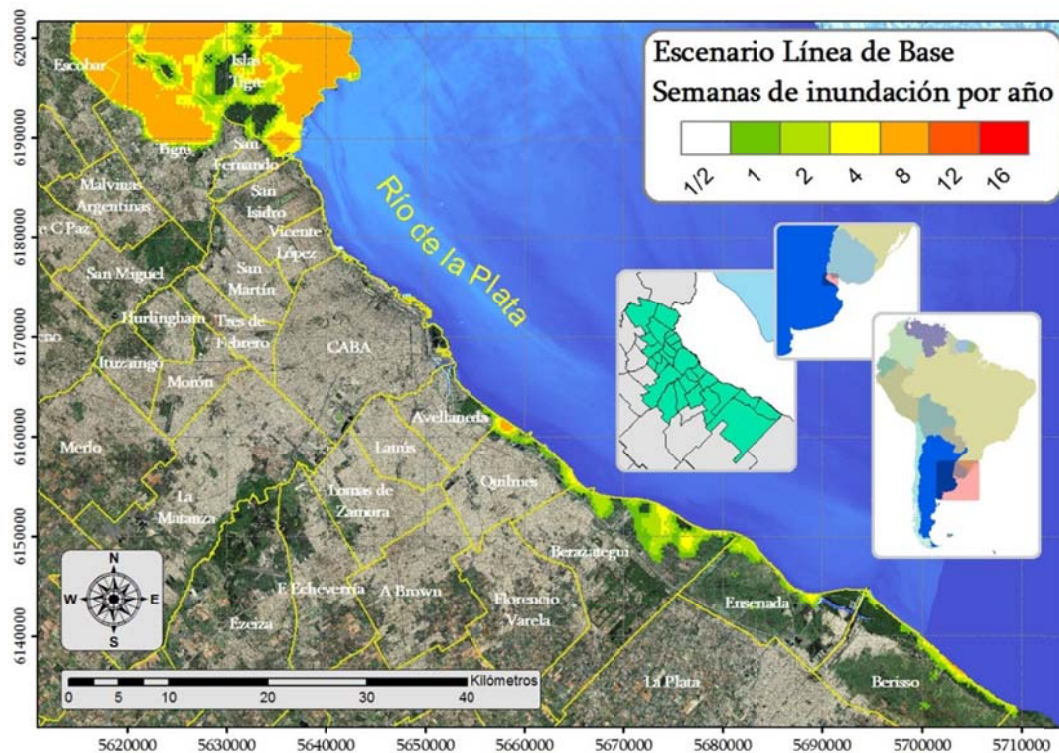 Escenario Línea de Base
Semanas de inundación por año
1/2
1
2
4
8
12
16
6200000
6190000
6180000
6170000
6160000
6150000
6140000
Escobar
Islas
Tigre
Tigre
San
Fernando
San
Isidro
Malvinas
Argentinas
C Paz
Vicente
López
San Miguel
San
Martín
Hurlingham
Tres de
Febrero
CABA
Ituzaingó
Morón
Merlo
La
Matanza
Avellaneda
Lanús
Lomas de
Zamora
Quilmes
Berazategui
E Echeverría
A Brown
Ezeiza
Florencio
Varela
Ensenada
La Plata
Berisso
Río de la Plata
N
W
E
S
Kilómetros
0
5
10
20
30
40
5620000
5630000
5640000
5650000
5660000
5670000
5680000
5690000
5700000
5710000